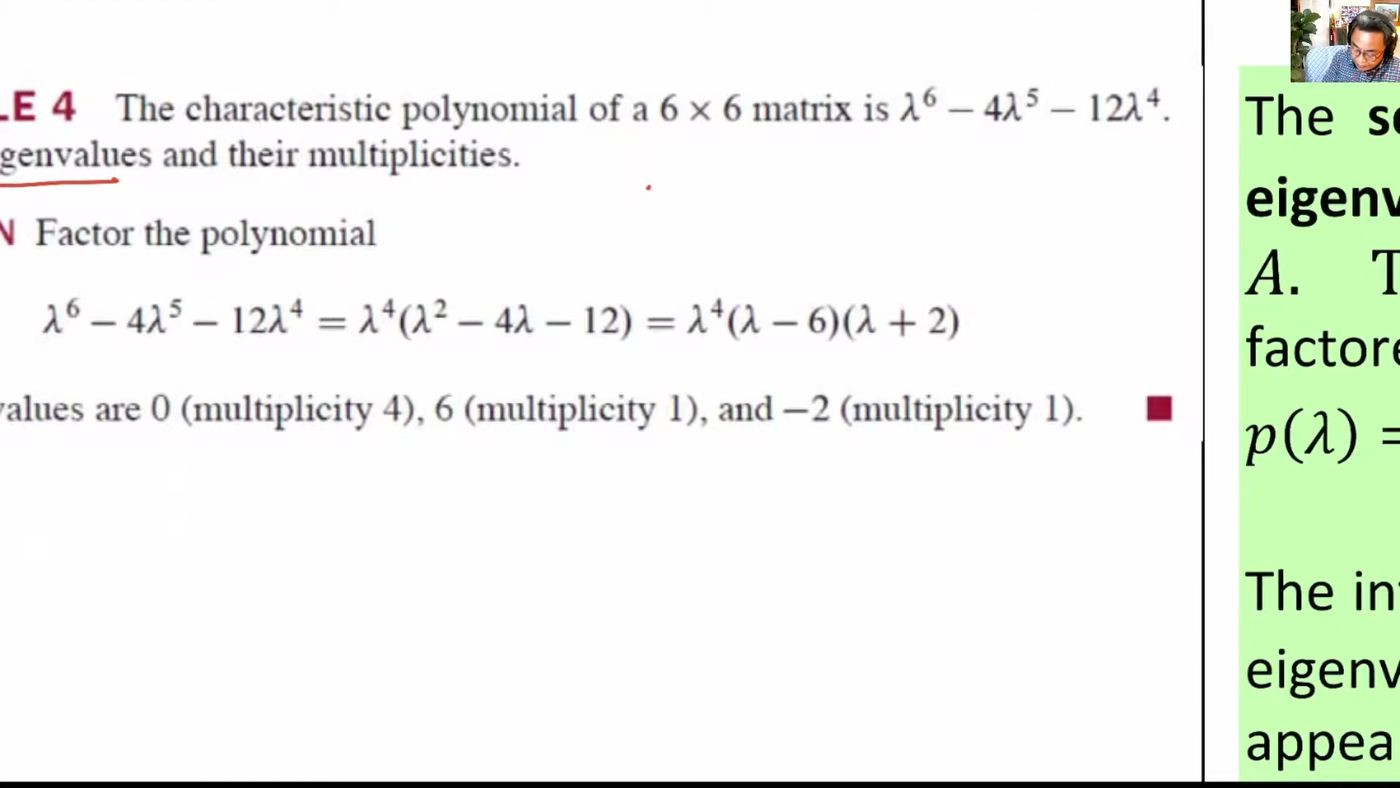 LE 4 The characteristic polynomial of a 6 × 6 matrix is λ⁶ − 4λ⁵ − 12λ⁴.
genvalues and their multiplicities.
N Factor the polynomial
λ⁶ − 4λ⁵ − 12λ⁴ = λ⁴(λ² − 4λ − 12) = λ⁴(λ − 6)(λ + 2)
values are 0 (multiplicity 4), 6 (multiplicity 1), and −2 (multiplicity 1).
The
eigenv
A.
factore
p(λ) =
The in
eigenv
appea